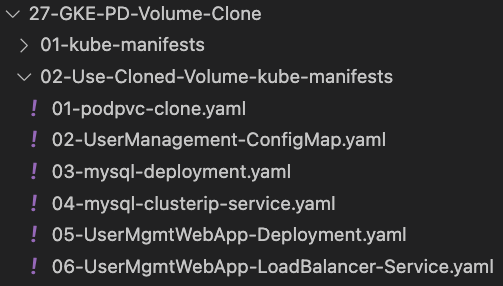 27-GKE-PD-Volume-Clone
01-kube-manifests
02-Use-Cloned-Volume-kube-manifests
! 01-podpvc-clone.yaml
! 02-UserManagement-ConfigMap.yaml
! 03-mysql-deployment.yaml
! 04-mysql-clusterip-service.yaml
! 05-UserMgmtWebApp-Deployment.yaml
! 06-UserMgmtWebApp-LoadBalancer-Service.yaml